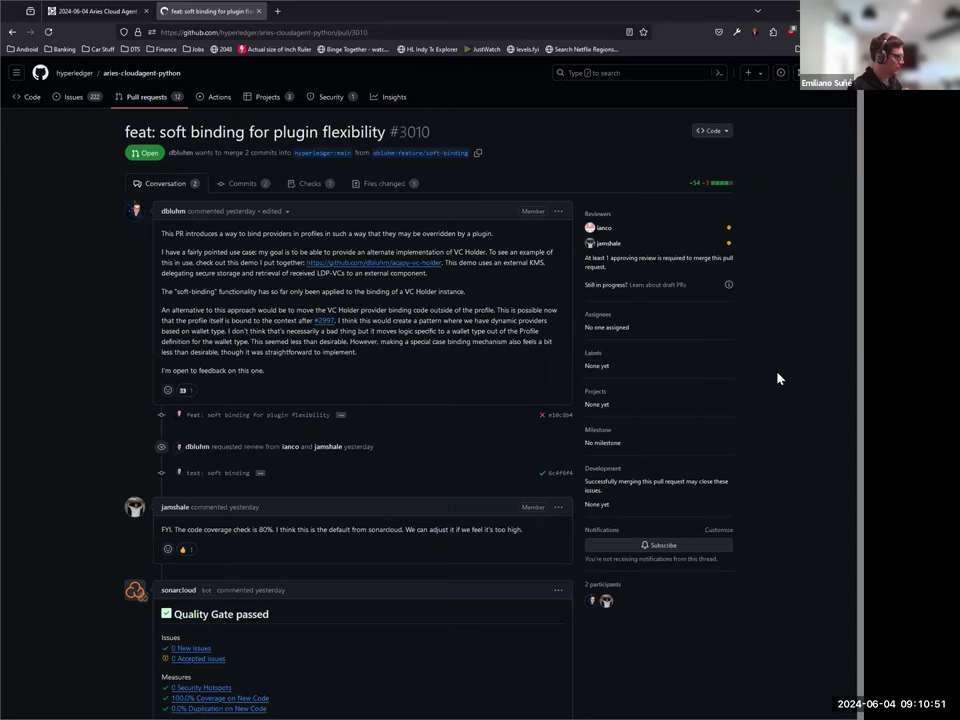 2024-06-04 Aries Cloud Agent
feat: soft binding for plugin fl
https://github.com/hyperledger/aries-cloudagent-python/pull/3010
Android
Banking
Car Stuff
DTS
Finance
Jobs
2048
Actual size of Inch Ruler
Binge Together - watc...
HL Indy Tx Explorer
JustWatch
levels.fyi
Search Netflix Regions...
Emiliano Suñé
hyperledger / aries-cloudagent-python
Type / to search
Code
Issues 222
Pull requests 12
Actions
Projects 3
Security 1
Insights
feat: soft binding for plugin flexibility #3010
Code
Open
dbluhm wants to merge 2 commits into hyperledger:main from dbluhm:feature/soft-binding
Conversation 2
Commits 2
Checks 7
Files changed 1
+54 −3
dbluhm commented yesterday • edited
Member
This PR introduces a way to bind providers in profiles in such a way that they may be overridden by a plugin.
I have a fairly pointed use case: my goal is to be able to provide an alternate implementation of VC Holder. To see an example of
this in use, check out this demo I put together: https://github.com/dbluhm/acapy-vc-holder. This demo uses an external KMS,
delegating secure storage and retrieval of received LDP-VCs to an external component.
The "soft-binding" functionality has so far only been applied to the binding of a VC Holder instance.
An alternative to this approach would be to move the VC Holder provider binding code outside of the profile. This is possible now
that the profile itself is bound to the context after #2997. I think this would create a pattern where we have dynamic providers
based on wallet type. I don't think that's necessarily a bad thing but it moves logic specific to a wallet type out of the Profile
definition for the wallet type. This seemed less than desirable. However, making a special case binding mechanism also feels a bit
less than desirable, though it was straightforward to implement.
I'm open to feedback on this one.
1
feat: soft binding for plugin flexibility
e10c8b4
dbluhm requested review from ianco and jamshale yesterday
test: soft binding
6c4f6f4
jamshale commented yesterday
Member
FYI. The code coverage check is 80%. I think this is the default from sonarcloud. We can adjust it if we feel it's too high.
1
sonarcloud bot commented yesterday
Quality Gate passed
Issues
0 New issues
0 Accepted issues
Measures
0 Security Hotspots
100.0% Coverage on New Code
0.0% Duplication on New Code
Reviewers
ianco
jamshale
At least 1 approving review is required to merge this pull
request.
Still in progress? Learn about draft PRs
Assignees
No one assigned
Labels
None yet
Projects
None yet
Milestone
No milestone
Development
Successfully merging this pull request may close these
issues.
None yet
Notifications
Customize
Subscribe
You're not receiving notifications from this thread.
2 participants
2024-06-04 09:10:51